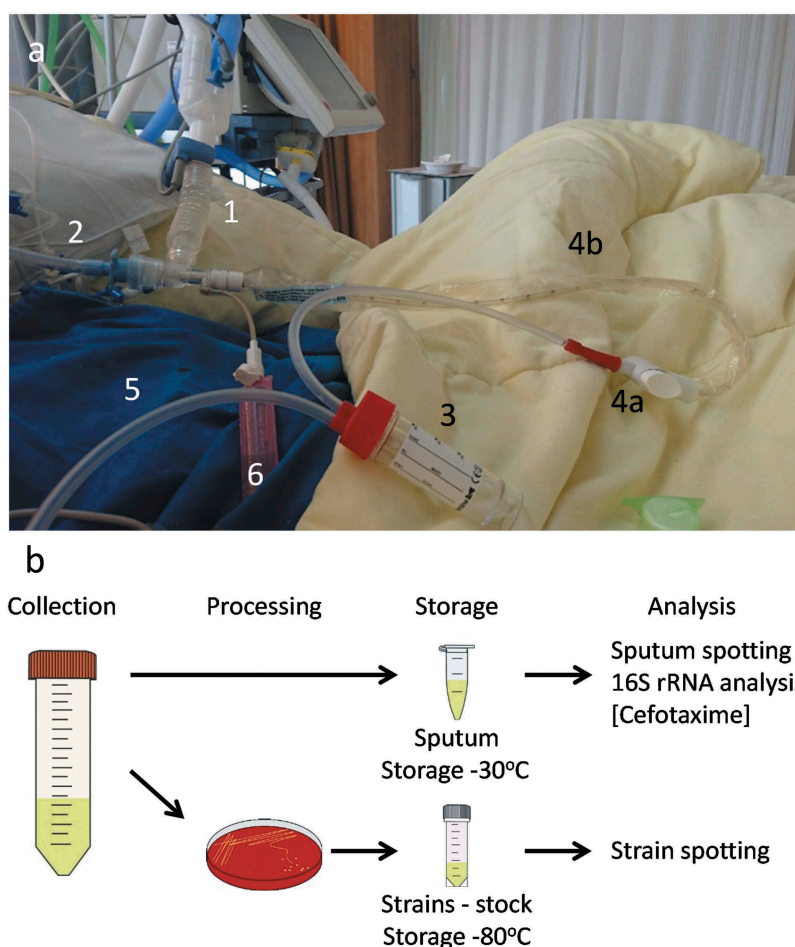 a
1
2
4b
5
3
4a
6
b
Collection Processing Storage Analysis
Sputum spotting
16S rRNA analysis
[Cefotaxime]
Sputum
Storage -30°C
Strain spotting
Strains - stock
Storage -80°C